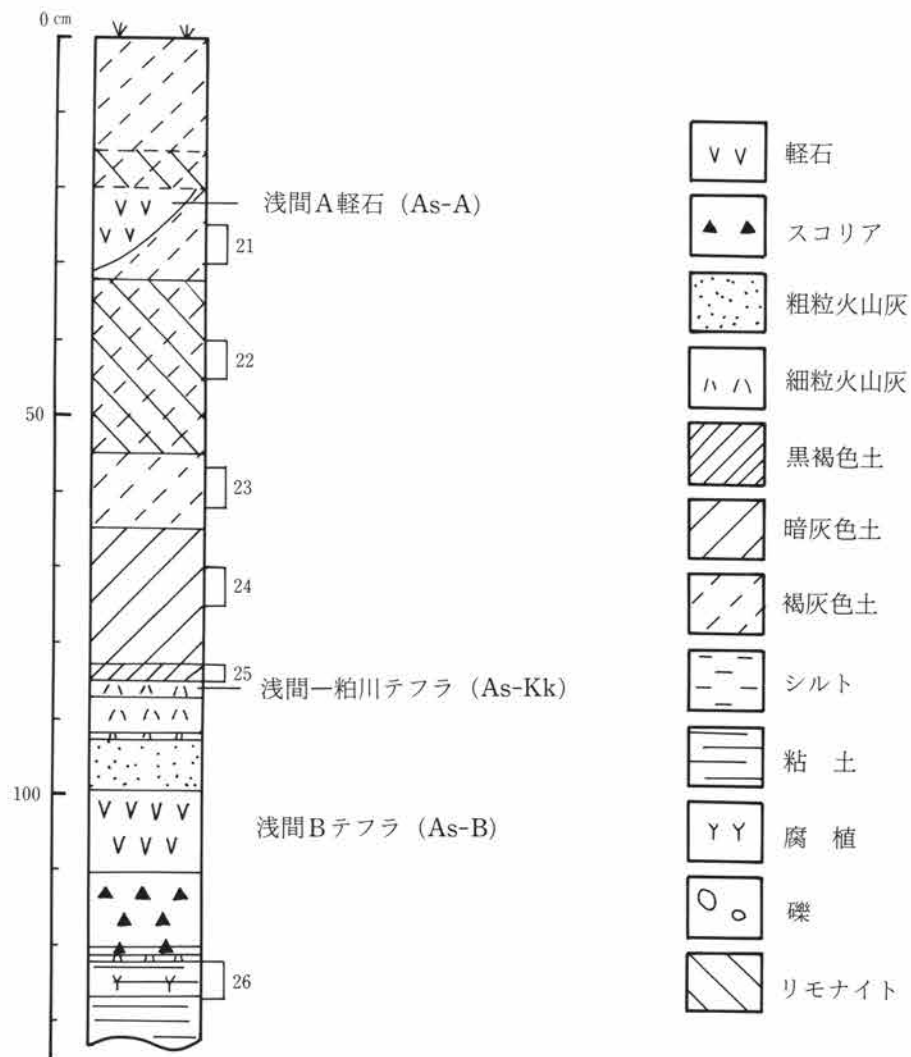 0 cm
浅間A軽石 (As-A)
21
22
50
23
24
25
浅間ー粕川テフラ (As-Kk)
100
浅間Bテフラ (As-B)
26
軽石
スコリア
粗粒火山灰
細粒火山灰
黒褐色土
暗灰色土
褐灰色土
シルト
粘 土
腐 植
礫
リモナイト